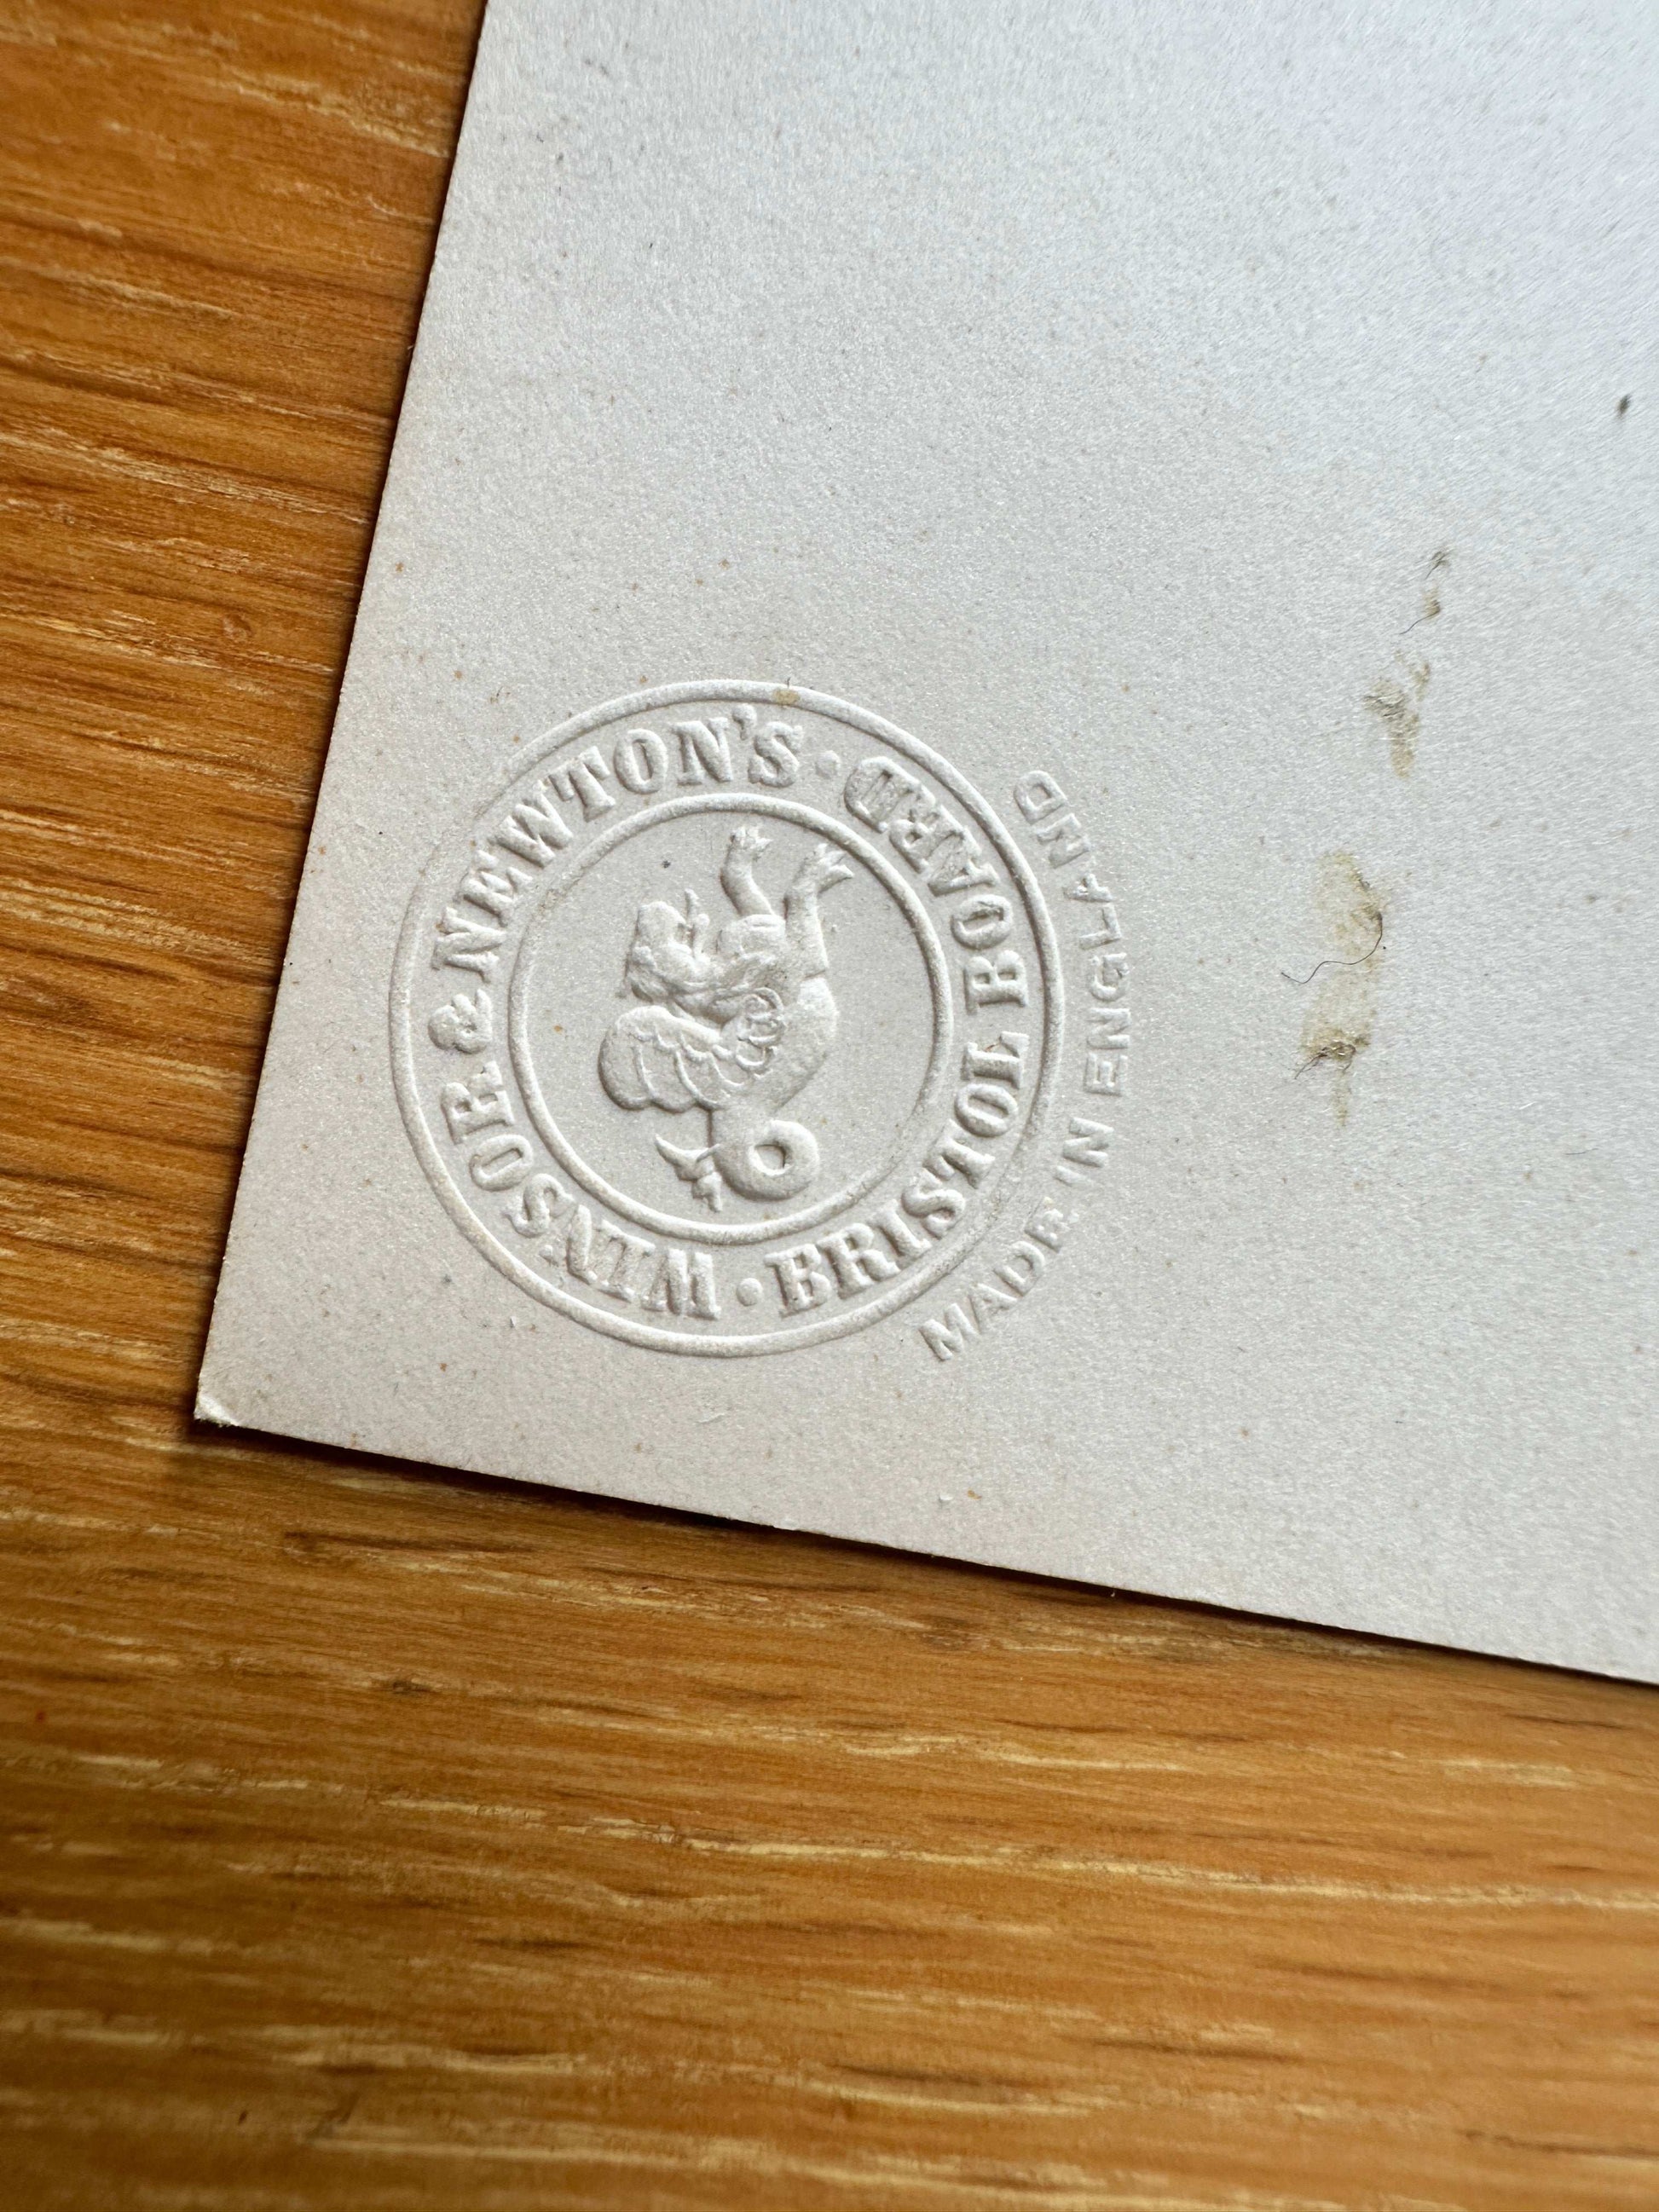 WINSOR & NEWTON'S
· BRISTOL BOARD ·
MADE IN ENGLAND